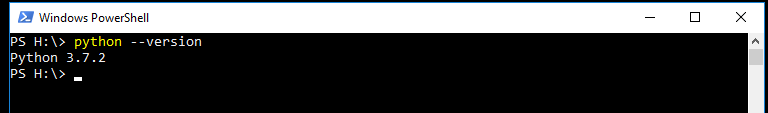 Windows PowerShell
PS H:\> python --version
Python 3.7.2
PS H:\>